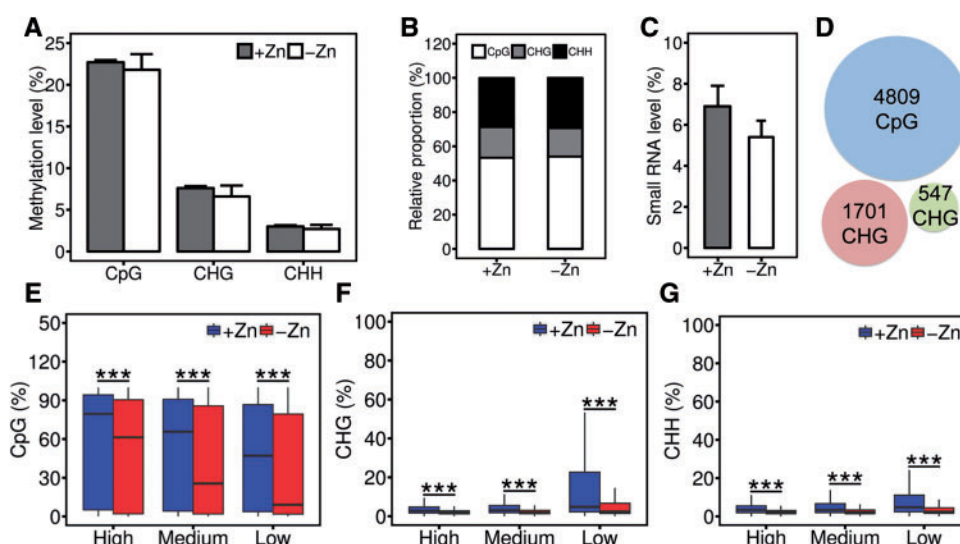 A
Methylation level (%)
25
20
15
10
5
0
+Zn −Zn
CpG CHG CHH
B
Relative proportion (%)
120
100
80
60
40
20
0
CpG CHG CHH
+Zn −Zn
C
Small RNA level (%)
10
8
6
4
2
0
+Zn −Zn
D
4809
CpG
1701
CHG
547
CHG
E
CpG (%)
50
120
90
60
30
0
+Zn −Zn
*** *** ***
High Medium Low
F
CHG (%)
100
80
60
40
20
0
+Zn −Zn
*** *** ***
High Medium Low
G
CHH (%)
100
80
60
40
20
0
+Zn −Zn
*** *** ***
High Medium Low